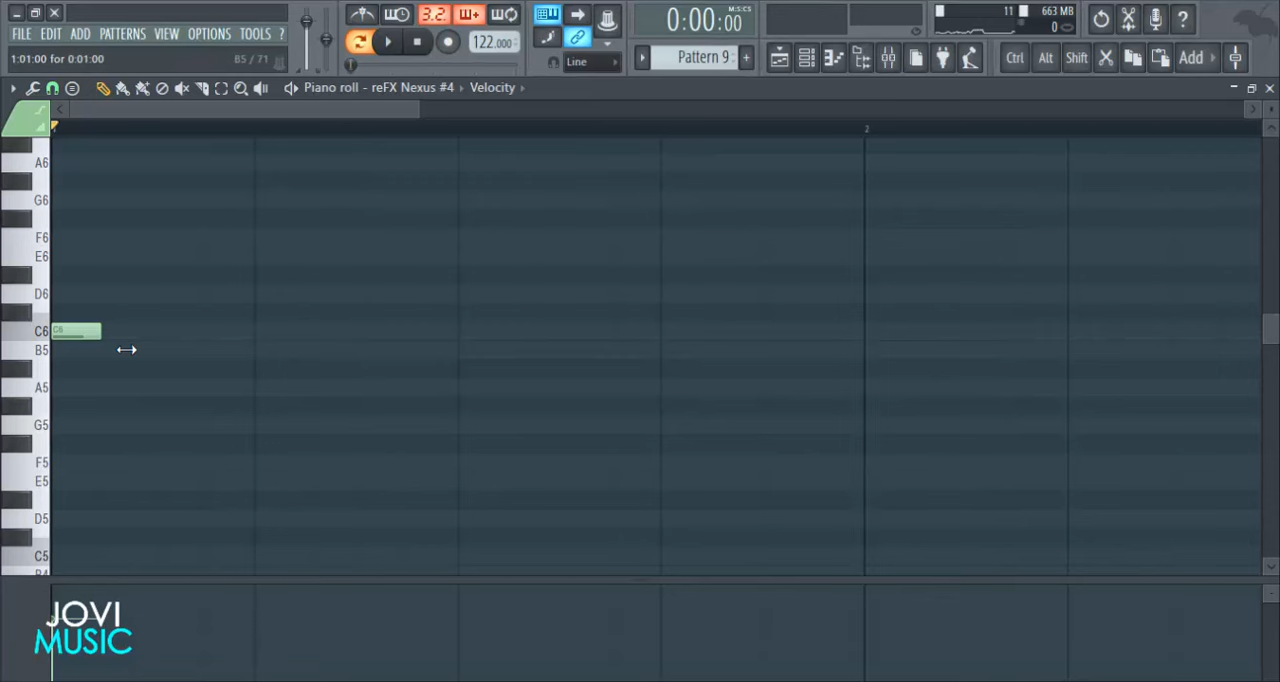 FILE EDIT ADD PATTERNS VIEW OPTIONS TOOLS ?
1:01:00 for 0:01:00 85 / 71
3.2.
122.000
Line
0:00:00
M:S:CS
Pattern 9
11
663 MB
0
Ctrl Alt Shift Add
Piano roll - reFX Nexus #4 Velocity
2
A6
G6
F6
E6
D6
C6
C6
B5
A5
G5
F5
E5
D5
C5
JOVI
MUSIC